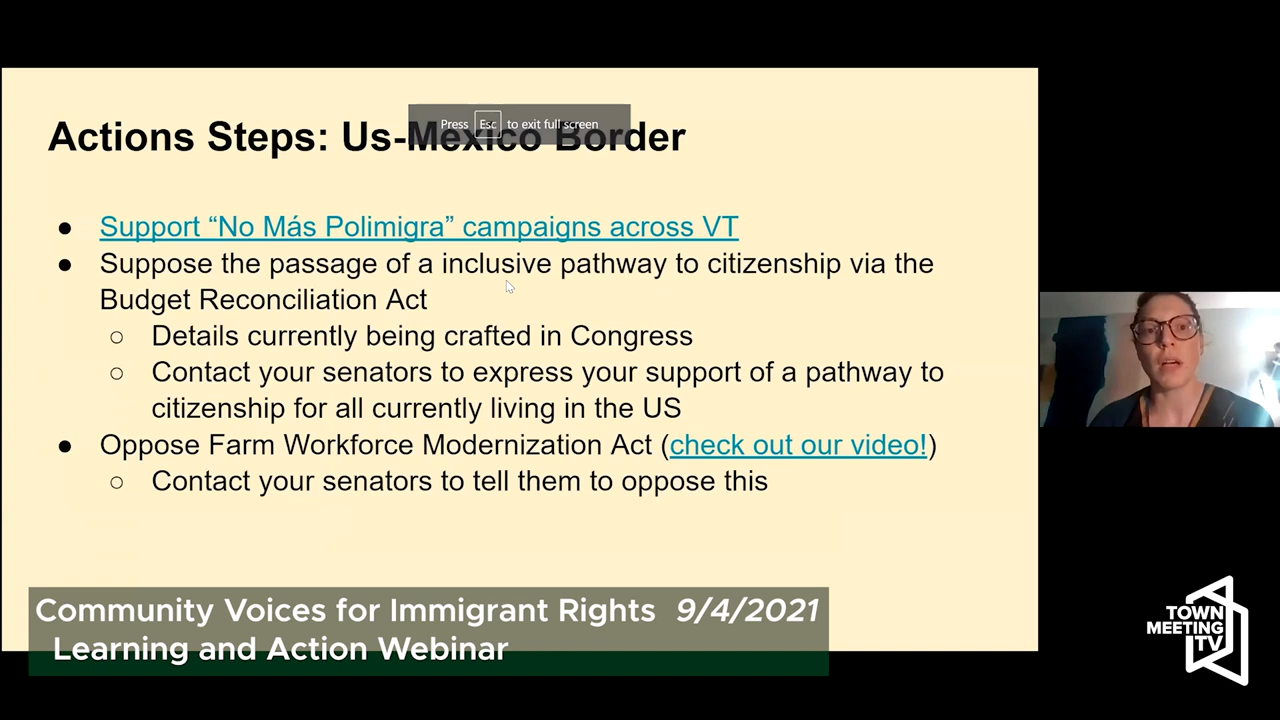 Press Esc to exit full screen
Actions Steps: Us-Mexico Border
● Support “No Más Polimigra” campaigns across VT
● Suppose the passage of a inclusive pathway to citizenship via the
Budget Reconciliation Act
○ Details currently being crafted in Congress
○ Contact your senators to express your support of a pathway to
citizenship for all currently living in the US
● Oppose Farm Workforce Modernization Act (check out our video!)
○ Contact your senators to tell them to oppose this
Community Voices for Immigrant Rights 9/4/2021
Learning and Action Webinar
TOWN
MEETING
TV